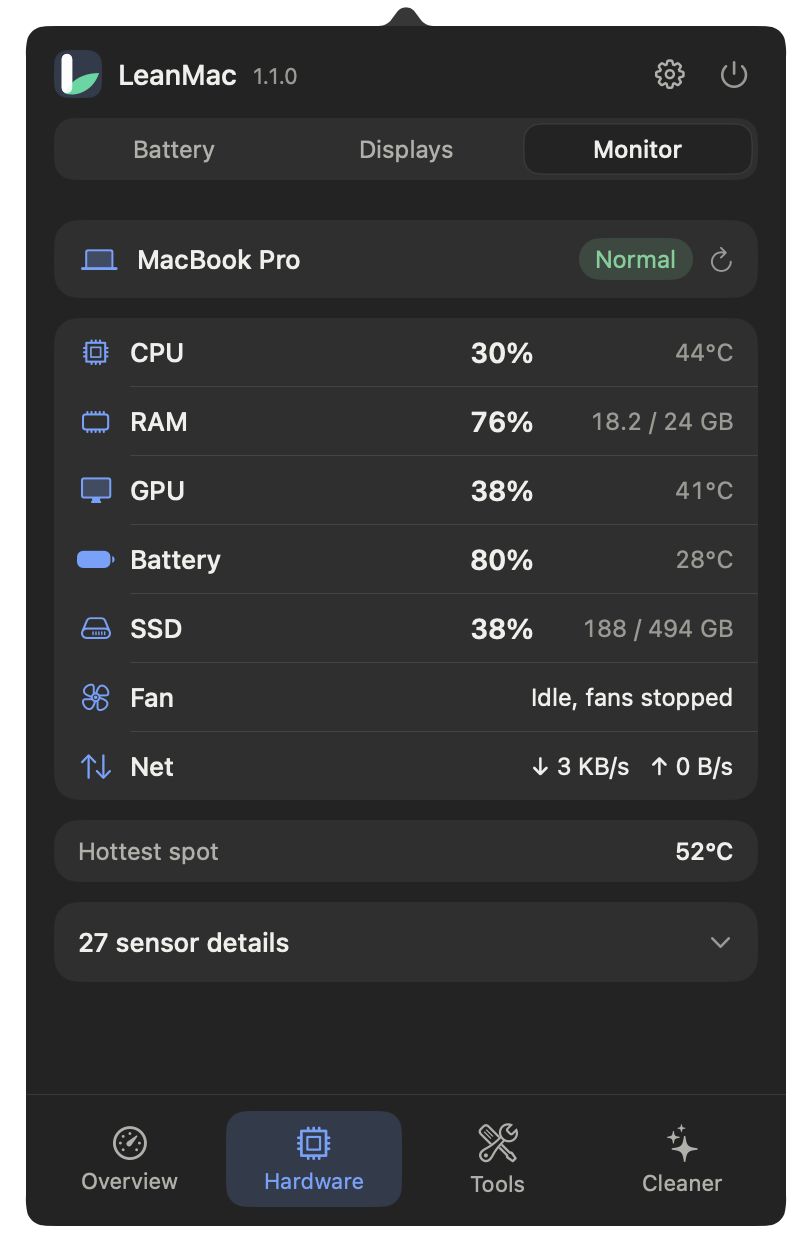 LeanMac 1.1.0
Battery Displays Monitor
MacBook Pro Normal
CPU 30% 44°C
RAM 76% 18.2 / 24 GB
GPU 38% 41°C
Battery 80% 28°C
SSD 38% 188 / 494 GB
Fan Idle, fans stopped
Net ↓ 3 KB/s ↑ 0 B/s
Hottest spot 52°C
27 sensor details
Overview Hardware Tools Cleaner